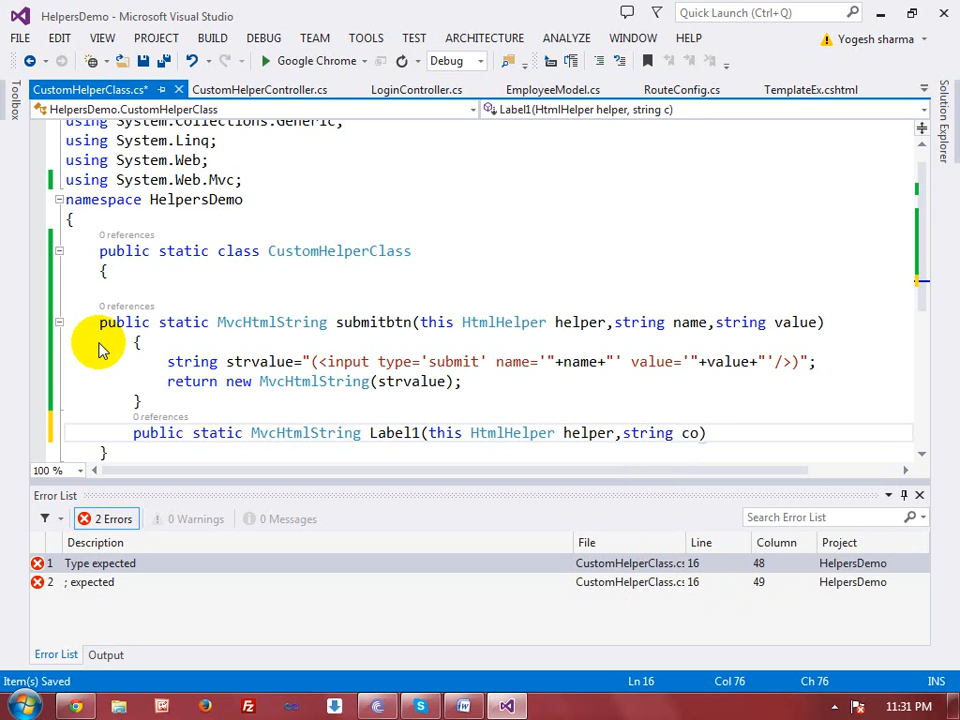 HelpersDemo - Microsoft Visual Studio
Quick Launch (Ctrl+Q)
FILE EDIT VIEW PROJECT BUILD DEBUG TEAM TOOLS TEST ARCHITECTURE ANALYZE WINDOW HELP
Yogesh sharma
Google Chrome
Debug
CustomHelperClass.cs* CustomHelperController.cs LoginController.cs EmployeeModel.cs RouteConfig.cs TemplateEx.cshtml
Toolbox
Solution Explorer
HelpersDemo.CustomHelperClass
Label1(HtmlHelper helper, string c)
using System.Collections.Generic;
using System.Linq;
using System.Web;
using System.Web.Mvc;
namespace HelpersDemo
{
0 references
public static class CustomHelperClass
{
0 references
public static MvcHtmlString submitbtn(this HtmlHelper helper,string name,string value)
{
string strvalue="(<input type='submit' name='"+name+"' value='"+value+"'/>)";
return new MvcHtmlString(strvalue);
}
0 references
public static MvcHtmlString Label1(this HtmlHelper helper,string co)
}
100 %
Error List
2 Errors
0 Warnings
0 Messages
Search Error List
Description File Line Column Project
1 Type expected CustomHelperClass.cs 16 48 HelpersDemo
2 ; expected CustomHelperClass.cs 16 49 HelpersDemo
Error List Output
Item(s) Saved Ln 16 Col 76 Ch 76 INS
11:31 PM